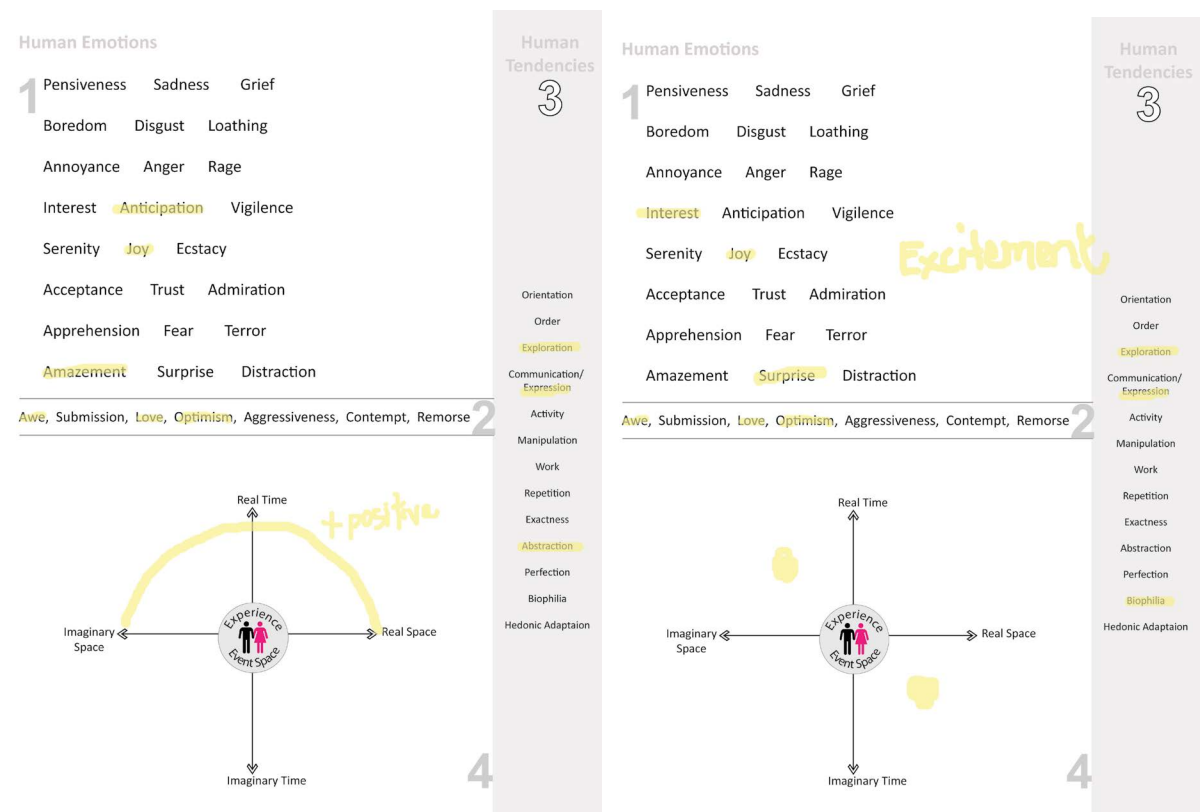 Human Emotions
1
Pensiveness Sadness Grief
Boredom Disgust Loathing
Annoyance Anger Rage
Interest Anticipation Vigilence
Serenity Joy Ecstacy
Acceptance Trust Admiration
Apprehension Fear Terror
Amazement Surprise Distraction
Awe, Submission, Love, Optimism, Aggressiveness, Contempt, Remorse
2
Real Time
+ positive
Imaginary
Space
Experience
Event Space
Real Space
Imaginary Time
4
Human
Tendencies
3
Orientation
Order
Exploration
Communication/
Expression
Activity
Manipulation
Work
Repetition
Exactness
Abstraction
Perfection
Biophilia
Hedonic Adaptaion
Human Emotions
1
Pensiveness Sadness Grief
Boredom Disgust Loathing
Annoyance Anger Rage
Interest Anticipation Vigilence
Serenity Joy Ecstacy
Excitement
Acceptance Trust Admiration
Apprehension Fear Terror
Amazement Surprise Distraction
Awe, Submission, Love, Optimism, Aggressiveness, Contempt, Remorse
2
Real Time
Imaginary
Space
Experience
Event Space
Real Space
Imaginary Time
4
Human
Tendencies
3
Orientation
Order
Exploration
Communication/
Expression
Activity
Manipulation
Work
Repetition
Exactness
Abstraction
Perfection
Biophilia
Hedonic Adaptaion